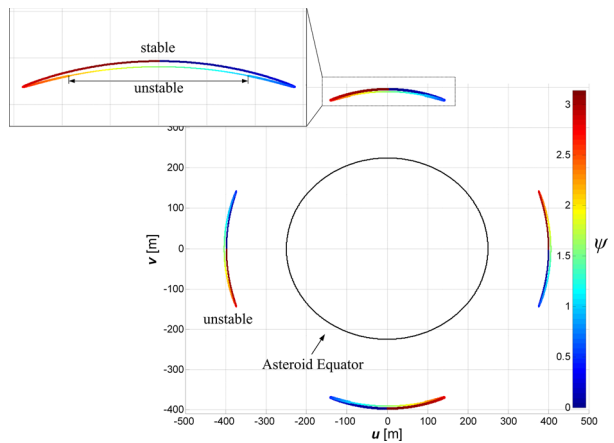 stable
unstable
300
200
100
0
-100
-200
-300
-400
v [m]
unstable
Asteroid Equator
-500 -400 -300 -200 -100 0 100 200 300 400 500
u [m]
3
2.5
2
1.5
1
0.5
0
ψ